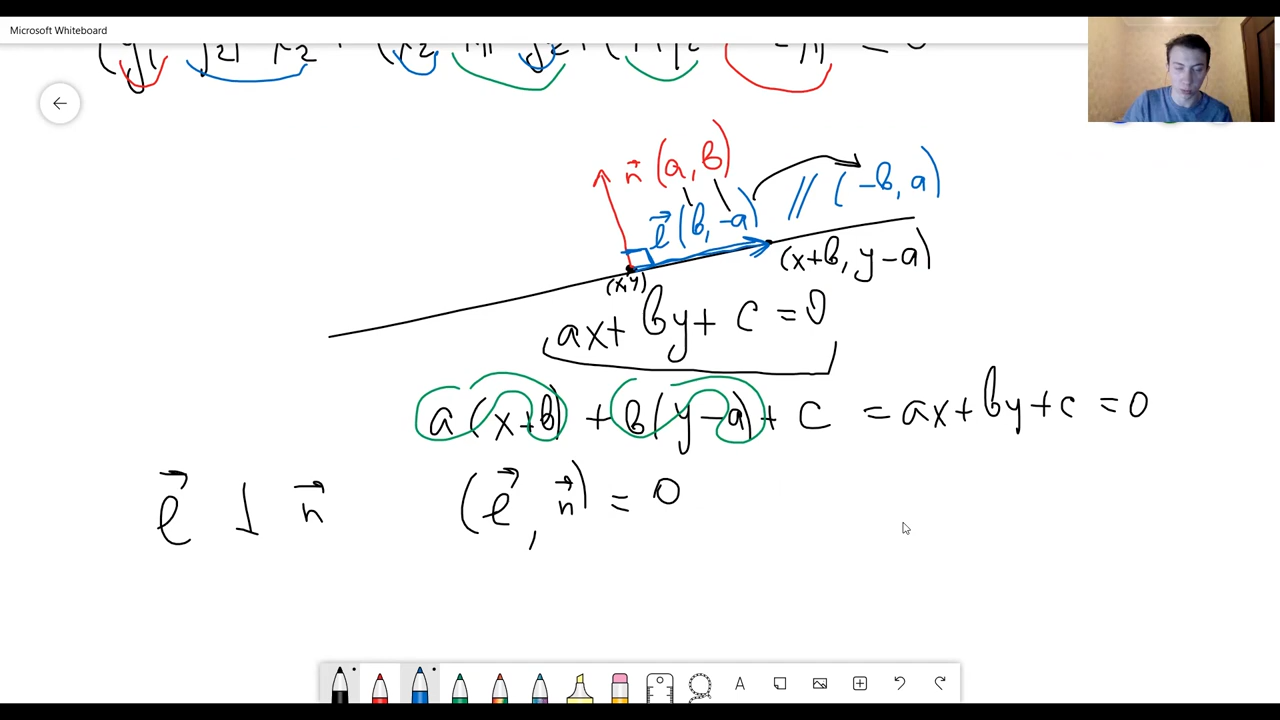 Microsoft Whiteboard
n⃗ (a, b)
l⃗ (b, -a) // (-b, a)
(x,y) (x+b, y-a)
ax+by+c=0
a(x+b)+b(y-a)+c = ax+by+c=0
l⃗ ⊥ n⃗ (l⃗, n⃗) = 0
A